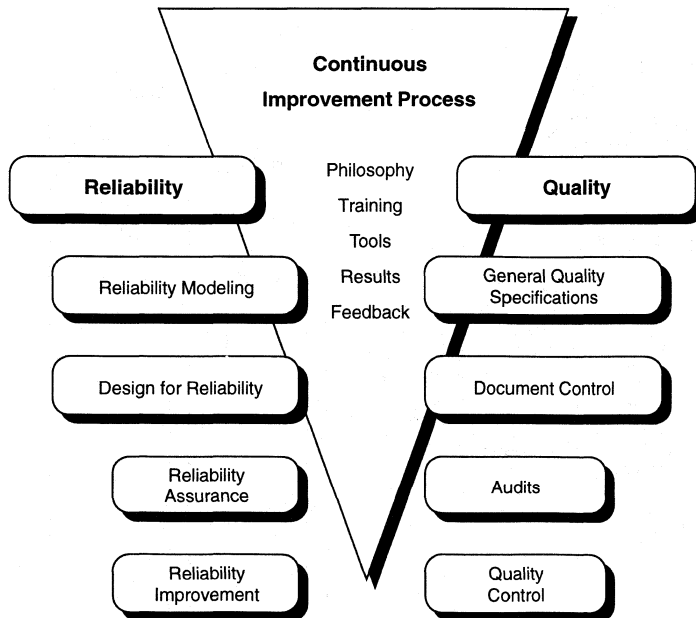 Continuous
Improvement Process
Philosophy
Training
Tools
Results
Feedback
Reliability
Reliability Modeling
Design for Reliability
Reliability
Assurance
Reliability
Improvement
Quality
General Quality
Specifications
Document Control
Audits
Quality
Control